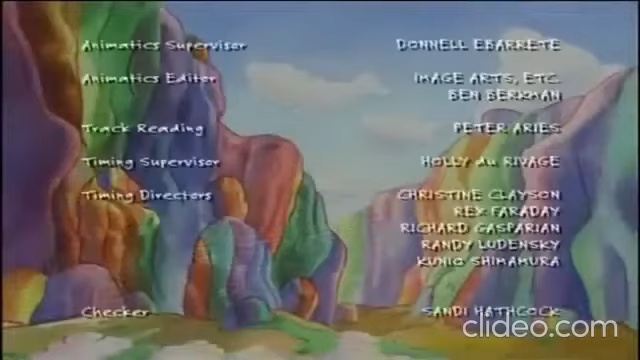 Animatics Supervisor DONNELL EBARRETE
Animatics Editor IMAGE ARTS, ETC.
BEN BERKMAN
Track Reading PETER ARIES
Timing Supervisor HOLLY du RIVAGE
Timing Directors CHRISTINE CLAYSON
REX FARADAY
RICHARD GASPARIAN
RANDY LUDENSKY
KUNIO SHIMAMURA
Checker SANDI HATHCOCK
clideo.com